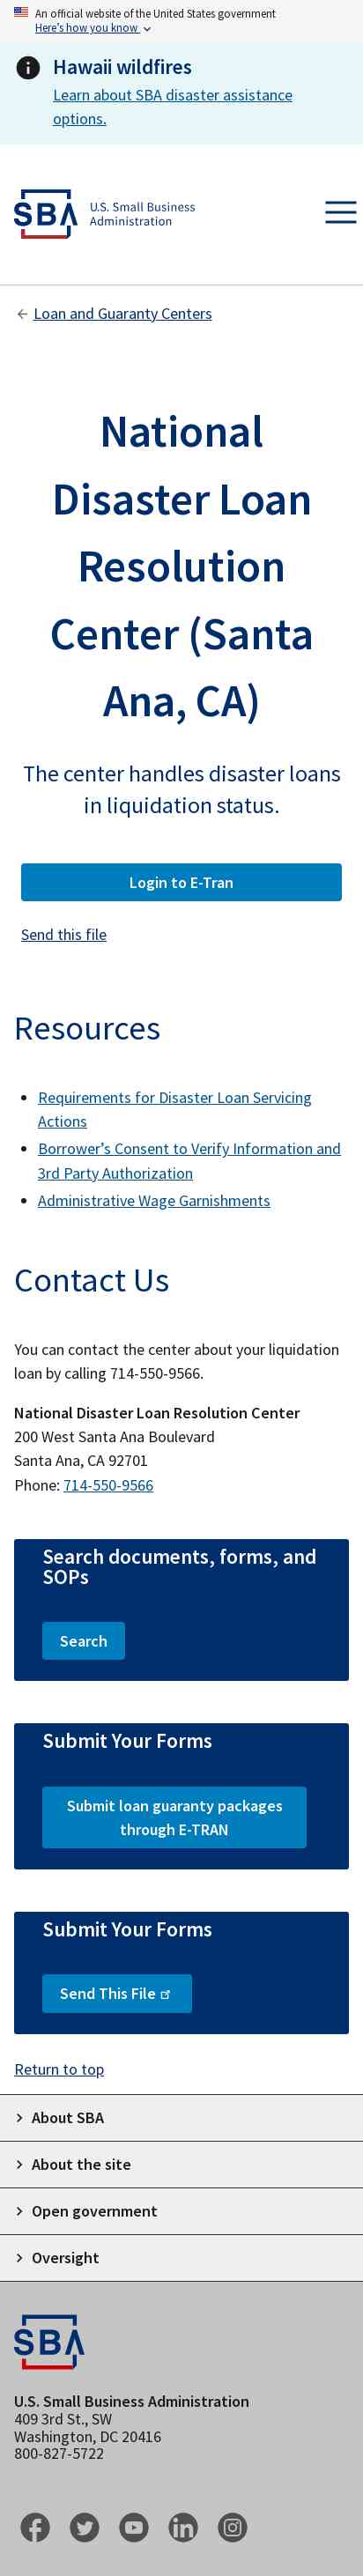 An official website of the United States government
Here’s how you know
Hawaii wildfires
Learn about SBA disaster assistance
options.
SBA
U.S. Small Business
Administration
Loan and Guaranty Centers
National
Disaster Loan
Resolution
Center (Santa
Ana, CA)
The center handles disaster loans
in liquidation status.
Login to E-Tran
Send this file
Resources
Requirements for Disaster Loan Servicing
Actions
Borrower’s Consent to Verify Information and
3rd Party Authorization
Administrative Wage Garnishments
Contact Us
You can contact the center about your liquidation
loan by calling 714-550-9566.
National Disaster Loan Resolution Center
200 West Santa Ana Boulevard
Santa Ana, CA 92701
Phone: 714-550-9566
Search documents, forms, and
SOPs
Search
Submit Your Forms
Submit loan guaranty packages
through E-TRAN
Submit Your Forms
Send This File
Return to top
About SBA
About the site
Open government
Oversight
SBA
U.S. Small Business Administration
409 3rd St., SW
Washington, DC 20416
800-827-5722